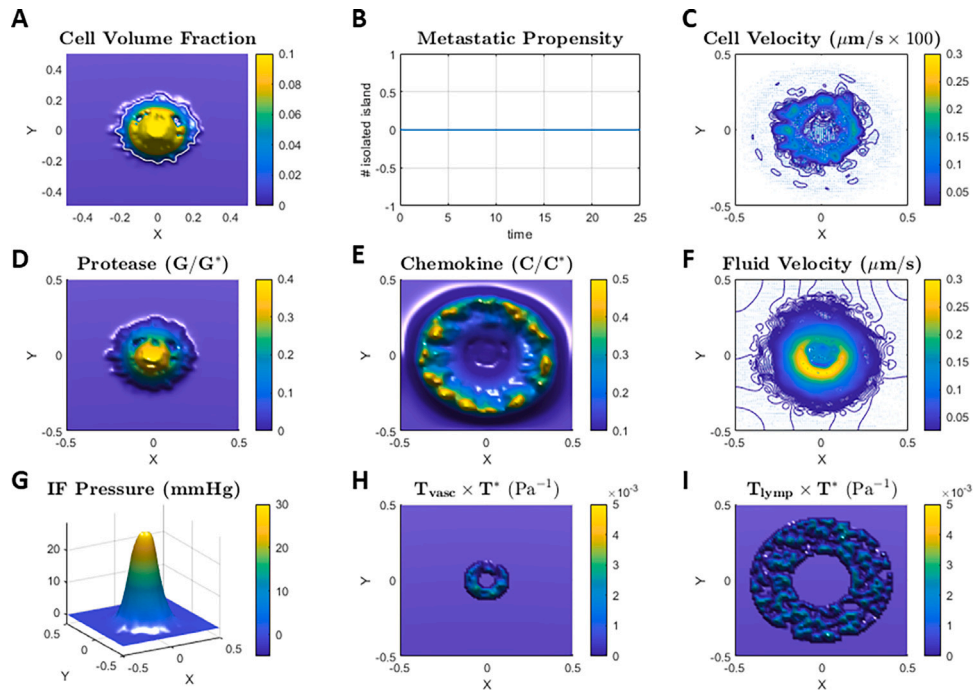 A
Cell Volume Fraction
Y
0.4
0.2
0
-0.2
-0.4
-0.4 -0.2 0 0.2 0.4
X
0.1
0.08
0.06
0.04
0.02
0
B
Metastatic Propensity
# isolated island
1
0.5
0
-0.5
-1
0 5 10 15 20 25
time
C
Cell Velocity (μm/s × 100)
Y
0.5
0
-0.5
-0.5 0 0.5
X
0.3
0.25
0.2
0.15
0.1
0.05
D
Protease (G/G*)
Y
0.5
0
-0.5
-0.5 0 0.5
X
0.4
0.3
0.2
0.1
0
E
Chemokine (C/C*)
Y
0.5
0
-0.5
-0.5 0 0.5
X
0.5
0.4
0.3
0.2
0.1
F
Fluid Velocity (μm/s)
Y
0.5
0
-0.5
-0.5 0 0.5
X
0.3
0.25
0.2
0.15
0.1
0.05
G
IF Pressure (mmHg)
20
10
0
0.5
0
-0.5
Y
-0.5
0
0.5
X
30
20
10
0
H
Tvasc × T* (Pa⁻¹)
Y
0.5
0
-0.5
-0.5 0 0.5
X
×10⁻³
5
4
3
2
1
0
I
Tlymp × T* (Pa⁻¹)
Y
0.5
0
-0.5
-0.5 0 0.5
X
×10⁻³
5
4
3
2
1
0